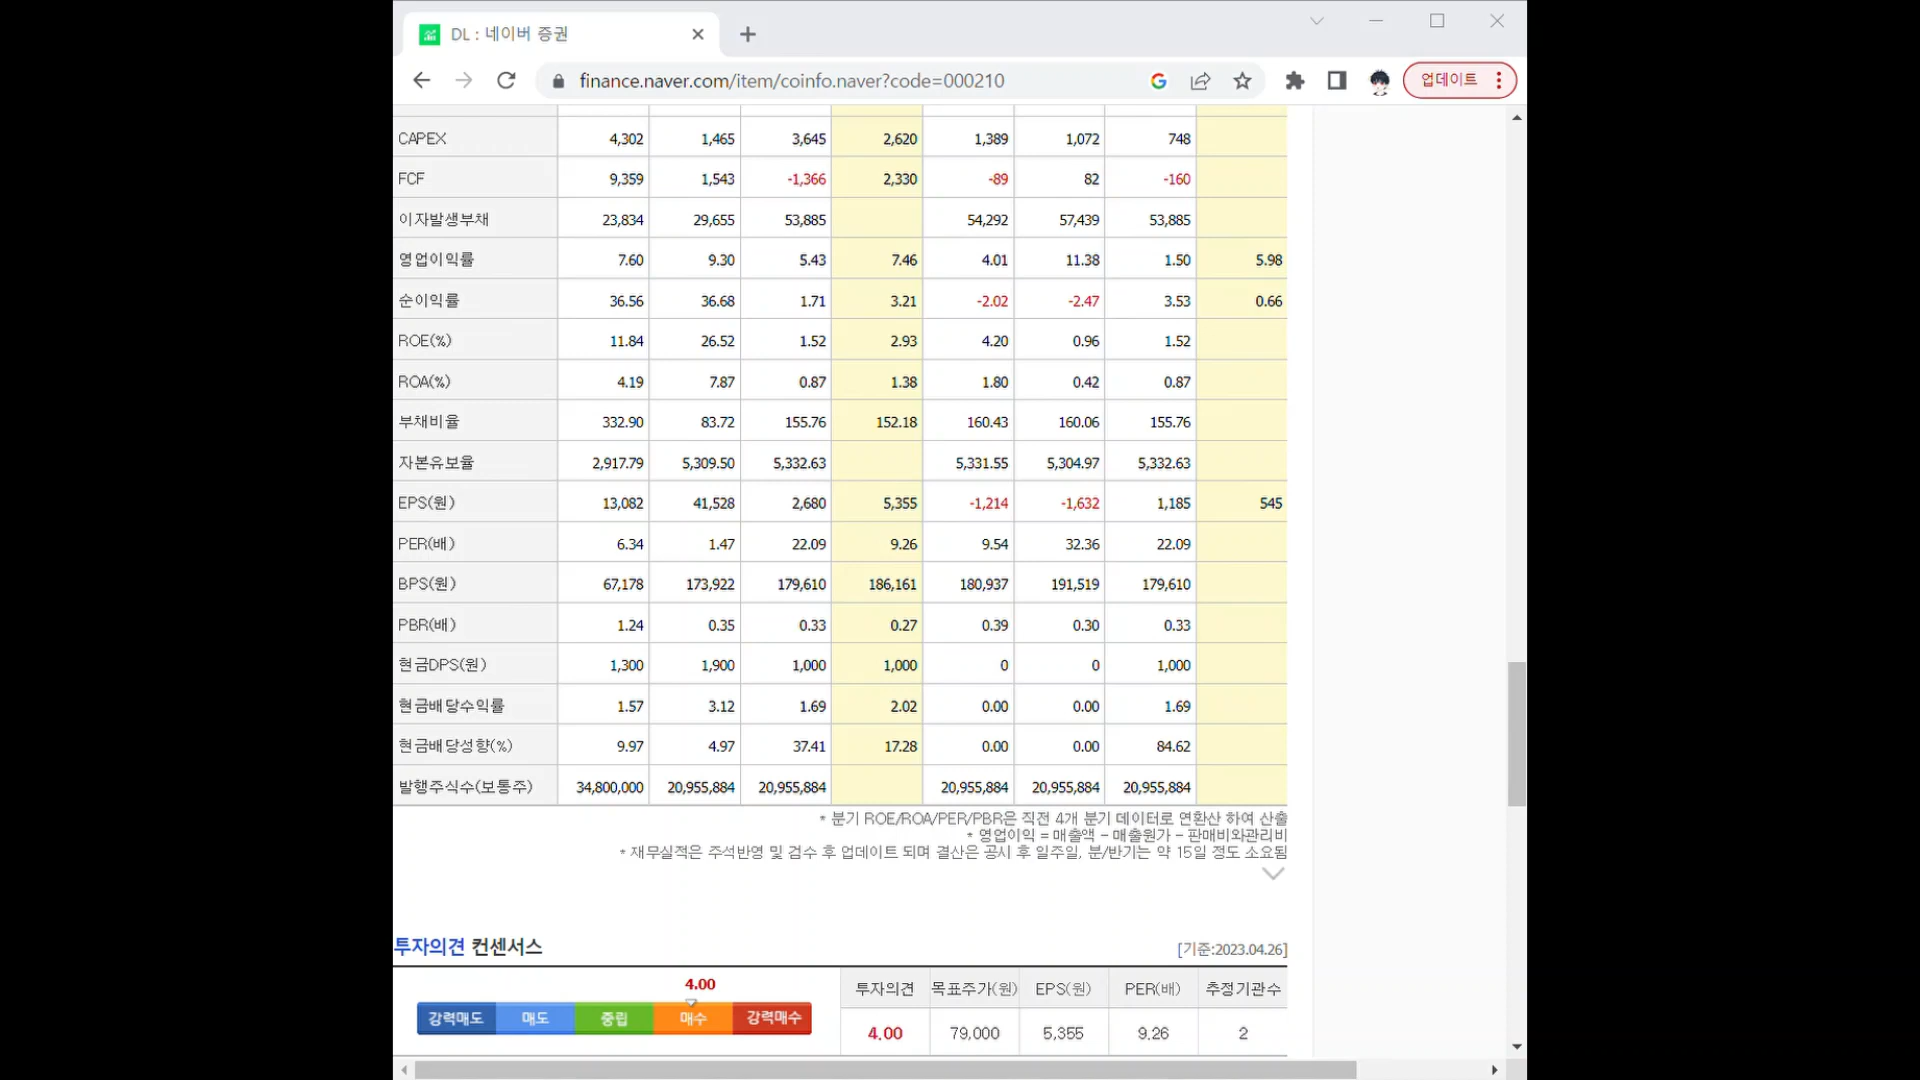 DL : 네이버 증권
finance.naver.com/item/coinfo.naver?code=000210
업데이트
CAPEX 4,302 1,465 3,645 2,620 1,389 1,072 748
FCF 9,359 1,543 -1,366 2,330 -89 82 -160
이자발생부채 23,834 29,655 53,885 54,292 57,439 53,885
영업이익률 7.60 9.30 5.43 7.46 4.01 11.38 1.50 5.98
순이익률 36.56 36.68 1.71 3.21 -2.02 -2.47 3.53 0.66
ROE(%) 11.84 26.52 1.52 2.93 4.20 0.96 1.52
ROA(%) 4.19 7.87 0.87 1.38 1.80 0.42 0.87
부채비율 332.90 83.72 155.76 152.18 160.43 160.06 155.76
자본유보율 2,917.79 5,309.50 5,332.63 5,331.55 5,304.97 5,332.63
EPS(원) 13,082 41,528 2,680 5,355 -1,214 -1,632 1,185 545
PER(배) 6.34 1.47 22.09 9.26 9.54 32.36 22.09
BPS(원) 67,178 173,922 179,610 186,161 180,937 191,519 179,610
PBR(배) 1.24 0.35 0.33 0.27 0.39 0.30 0.33
현금DPS(원) 1,300 1,900 1,000 1,000 0 0 1,000
현금배당수익률 1.57 3.12 1.69 2.02 0.00 0.00 1.69
현금배당성향(%) 9.97 4.97 37.41 17.28 0.00 0.00 84.62
발행주식수(보통주) 34,800,000 20,955,884 20,955,884 20,955,884 20,955,884 20,955,884
* 분기 ROE/ROA/PER/PBR은 직전 4개 분기 데이터로 연환산 하여 산출
* 영업이익 = 매출액 - 매출원가 - 판매비와관리비
* 재무실적은 주석반영 및 검수 후 업데이트 되며 결산은 공시 후 일주일, 분/반기는 약 15일 정도 소요됨
투자의견 컨센서스 [기준:2023.04.26]
4.00
강력매도 매도 중립 매수 강력매수
투자의견 목표주가(원) EPS(원) PER(배) 추정기관수
4.00 79,000 5,355 9.26 2